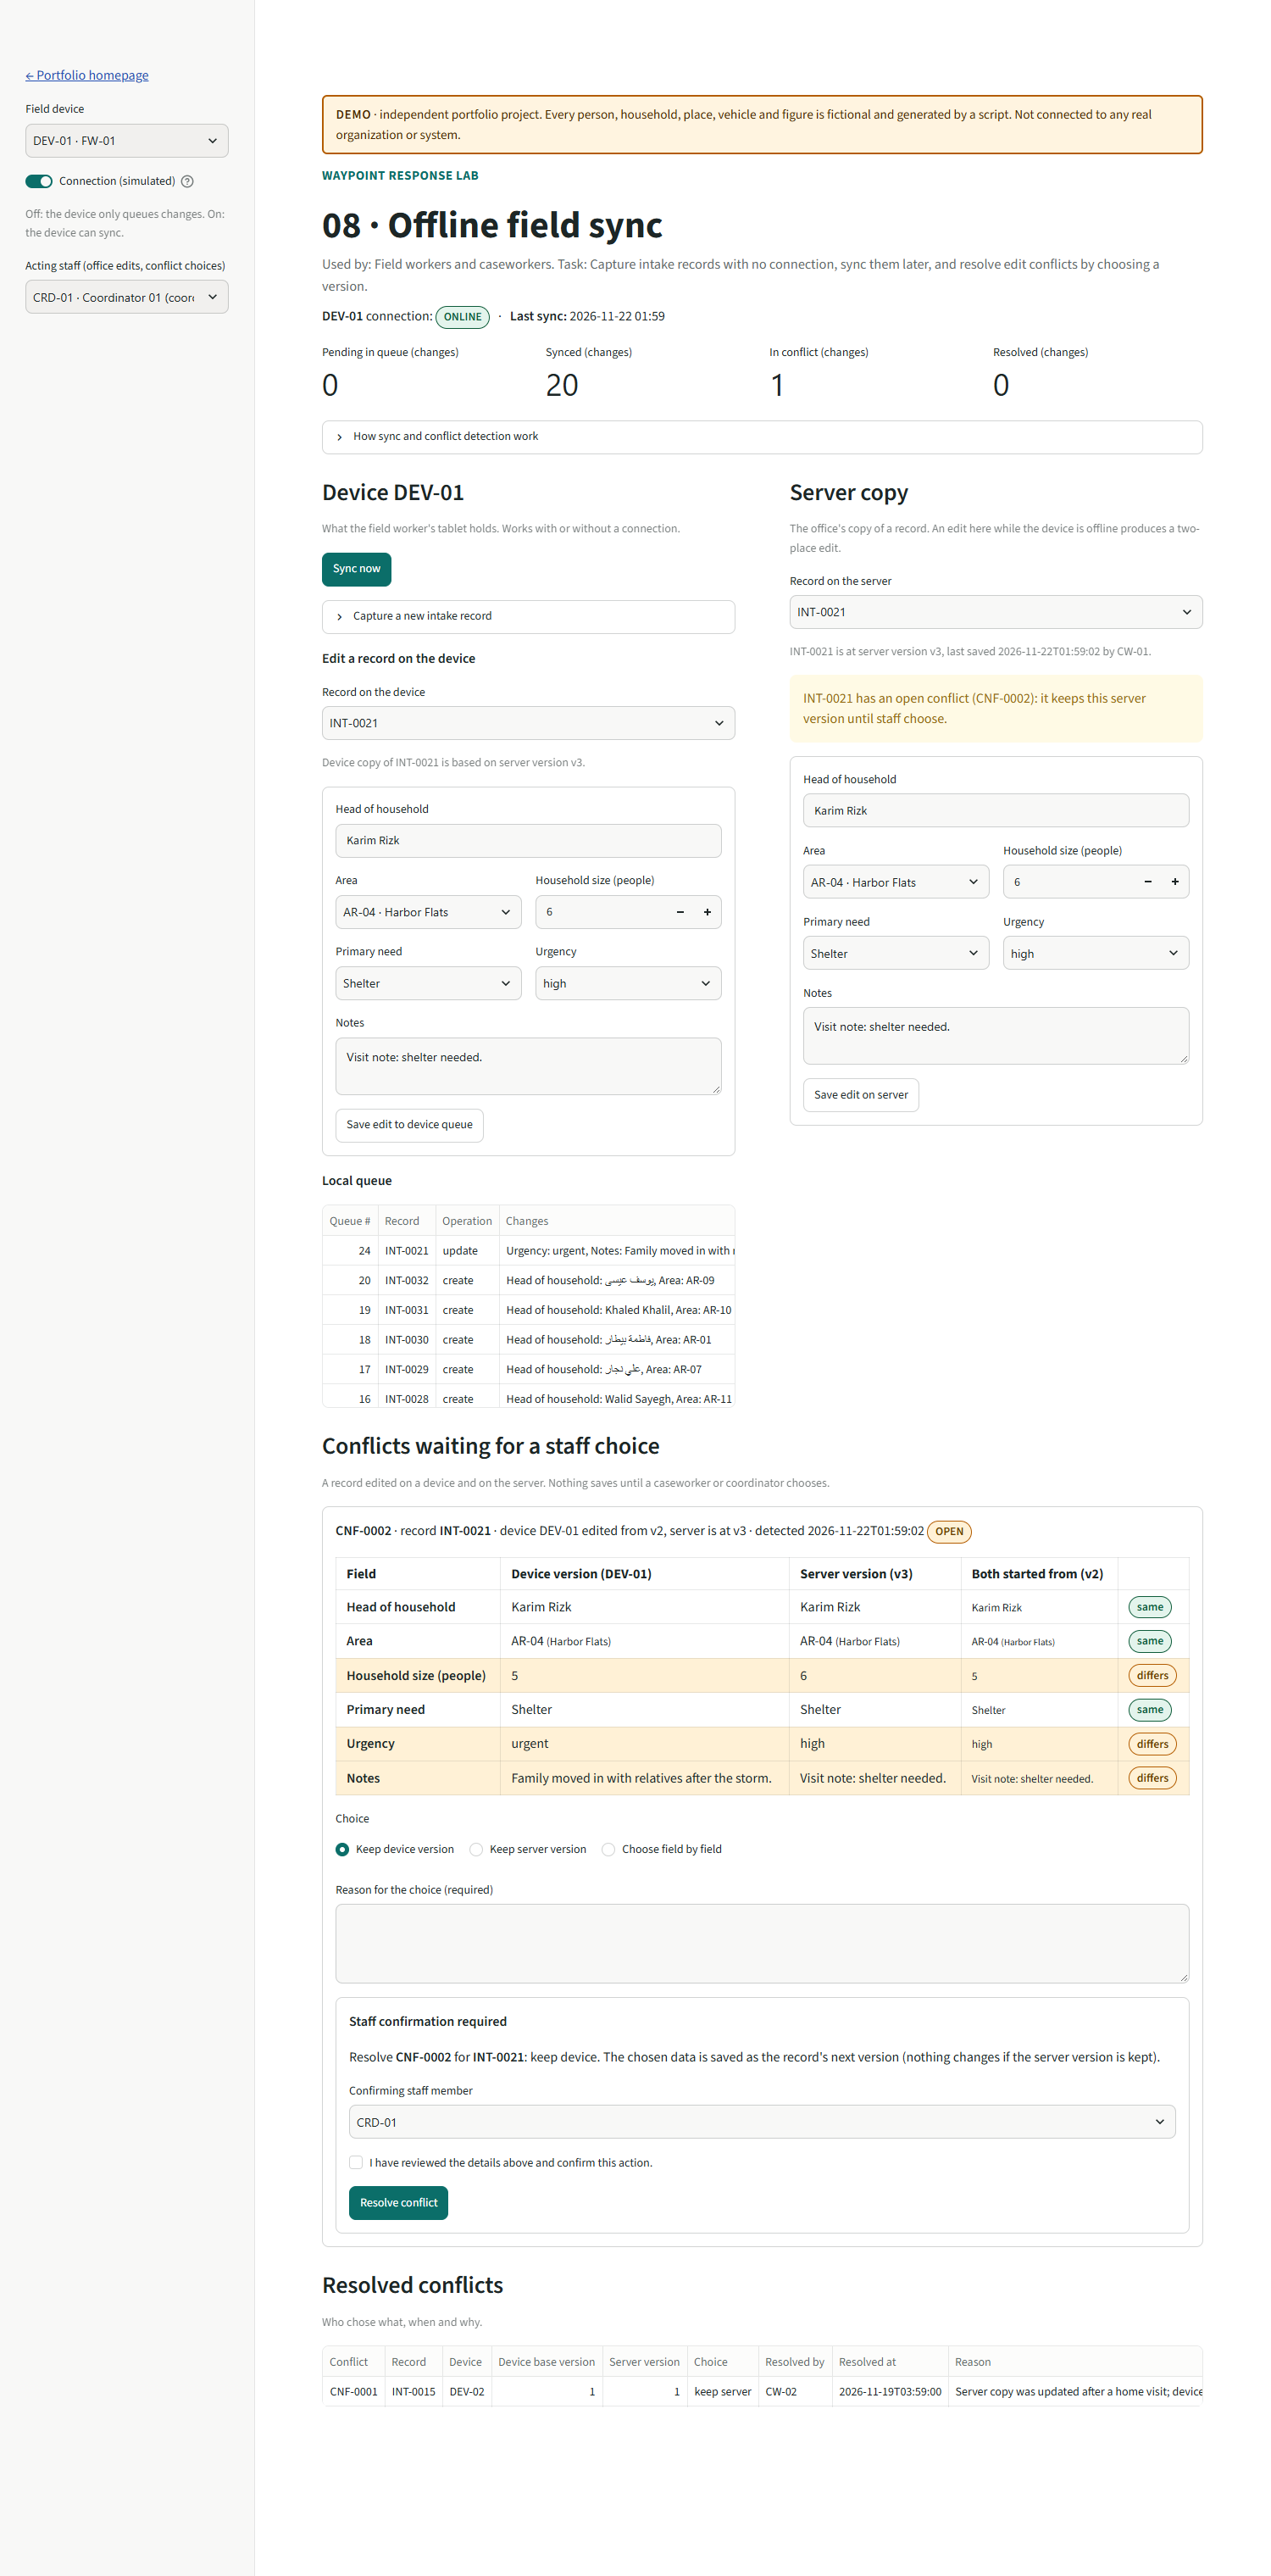 ← Portfolio homepage
Field device
DEV-01 · FW-01
Connection (simulated)
Off: the device only queues changes. On:
the device can sync.
Acting staff (office edits, conflict choices)
CRD-01 · Coordinator 01 (coor
DEMO · independent portfolio project. Every person, household, place, vehicle and figure is fictional and generated by a script. Not connected to any real
organization or system.
WAYPOINT RESPONSE LAB
08 · Offline field sync
Used by: Field workers and caseworkers. Task: Capture intake records with no connection, sync them later, and resolve edit conflicts by choosing a
version.
DEV-01 connection: ONLINE · Last sync: 2026-11-22 01:59
Pending in queue (changes) Synced (changes) In conflict (changes) Resolved (changes)
0 20 1 0
How sync and conflict detection work
Device DEV-01
What the field worker's tablet holds. Works with or without a connection.
Sync now
Capture a new intake record
Edit a record on the device
Record on the device
INT-0021
Device copy of INT-0021 is based on server version v3.
Head of household
Karim Rizk
Area Household size (people)
AR-04 · Harbor Flats 6 − +
Primary need Urgency
Shelter high
Notes
Visit note: shelter needed.
Save edit to device queue
Local queue
Queue # Record Operation Changes
24 INT-0021 update Urgency: urgent, Notes: Family moved in with
20 INT-0032 create Head of household: يوسف عيسى, Area: AR-09
19 INT-0031 create Head of household: Khaled Khalil, Area: AR-10
18 INT-0030 create Head of household: فاطمة بيطار, Area: AR-01
17 INT-0029 create Head of household: علي نجار, Area: AR-07
16 INT-0028 create Head of household: Walid Sayegh, Area: AR-11
Server copy
The office's copy of a record. An edit here while the device is offline produces a two-
place edit.
Record on the server
INT-0021
INT-0021 is at server version v3, last saved 2026-11-22T01:59:02 by CW-01.
INT-0021 has an open conflict (CNF-0002): it keeps this server
version until staff choose.
Head of household
Karim Rizk
Area Household size (people)
AR-04 · Harbor Flats 6 − +
Primary need Urgency
Shelter high
Notes
Visit note: shelter needed.
Save edit on server
Conflicts waiting for a staff choice
A record edited on a device and on the server. Nothing saves until a caseworker or coordinator chooses.
CNF-0002 · record INT-0021 · device DEV-01 edited from v2, server is at v3 · detected 2026-11-22T01:59:02 OPEN
Field Device version (DEV-01) Server version (v3) Both started from (v2)
Head of household Karim Rizk Karim Rizk Karim Rizk same
Area AR-04 (Harbor Flats) AR-04 (Harbor Flats) AR-04 (Harbor Flats) same
Household size (people) 5 6 5 differs
Primary need Shelter Shelter Shelter same
Urgency urgent high high differs
Notes Family moved in with relatives after the storm. Visit note: shelter needed. Visit note: shelter needed. differs
Choice
Keep device version Keep server version Choose field by field
Reason for the choice (required)
Staff confirmation required
Resolve CNF-0002 for INT-0021: keep device. The chosen data is saved as the record's next version (nothing changes if the server version is kept).
Confirming staff member
CRD-01
I have reviewed the details above and confirm this action.
Resolve conflict
Resolved conflicts
Who chose what, when and why.
Conflict Record Device Device base version Server version Choice Resolved by Resolved at Reason
CNF-0001 INT-0015 DEV-02 1 1 keep server CW-02 2026-11-19T03:59:00 Server copy was updated after a home visit; device